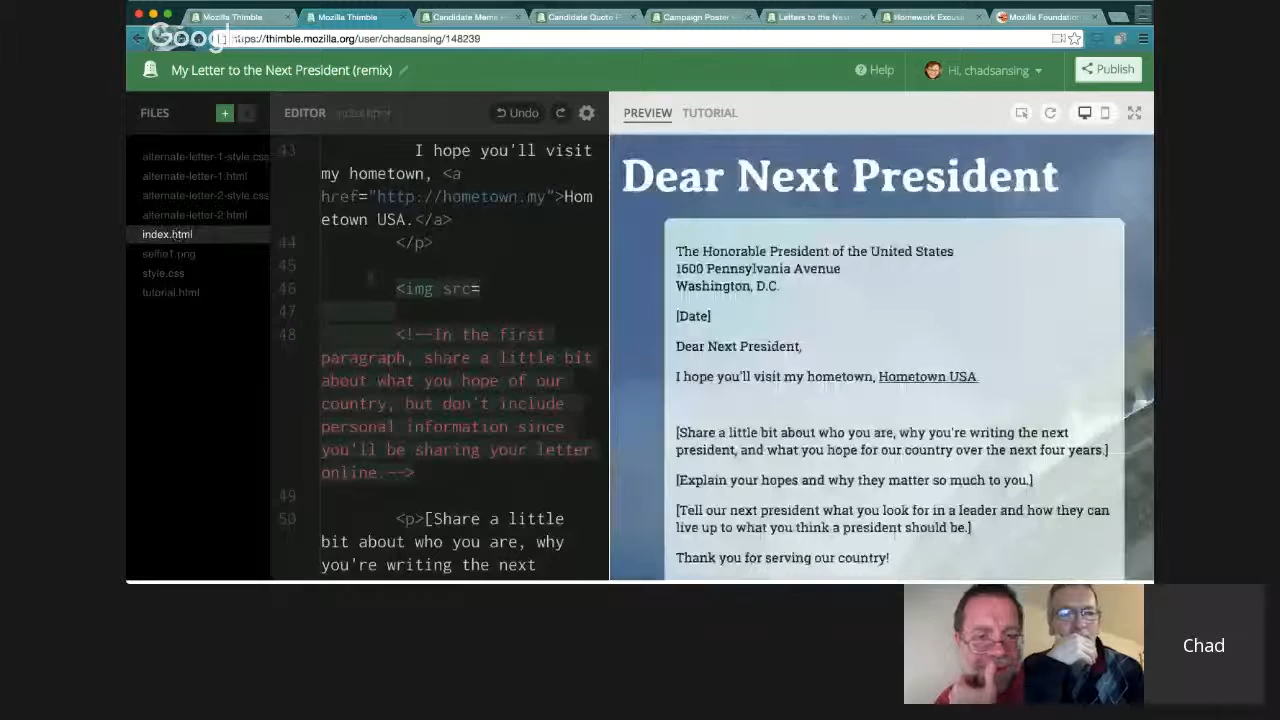 Mozilla Thimble
Mozilla Thimble
Candidate Meme
Candidate Quote
Campaign Poster
Letters to the Next
Homework Excuse
Mozilla Foundation
ttps://thimble.mozilla.org/user/chadsansing/148239
My Letter to the Next President (remix)
Help
Hi, chadsansing
Publish
FILES
EDITOR
index.html
Undo
PREVIEW
TUTORIAL
alternate-letter-1-style.css
alternate-letter-1.html
alternate-letter-2-style.css
alternate-letter-2.html
index.html
selfie1.png
style.css
tutorial.html
43 I hope you'll visit
my hometown, <a
href="http://hometown.my">Hom
etown USA.</a>
44 </p>
45
46 <img src=
47
48 <!--In the first
paragraph, share a little bit
about what you hope of our
country, but don't include
personal information since
you'll be sharing your letter
online.-->
49
50 <p>[Share a little
bit about who you are, why
you're writing the next
Dear Next President
The Honorable President of the United States
1600 Pennsylvania Avenue
Washington, D.C.
[Date]
Dear Next President,
I hope you'll visit my hometown, Hometown USA.
[Share a little bit about who you are, why you're writing the next
president, and what you hope for our country over the next four years.]
[Explain your hopes and why they matter so much to you.]
[Tell our next president what you look for in a leader and how they can
live up to what you think a president should be.]
Thank you for serving our country!
Chad